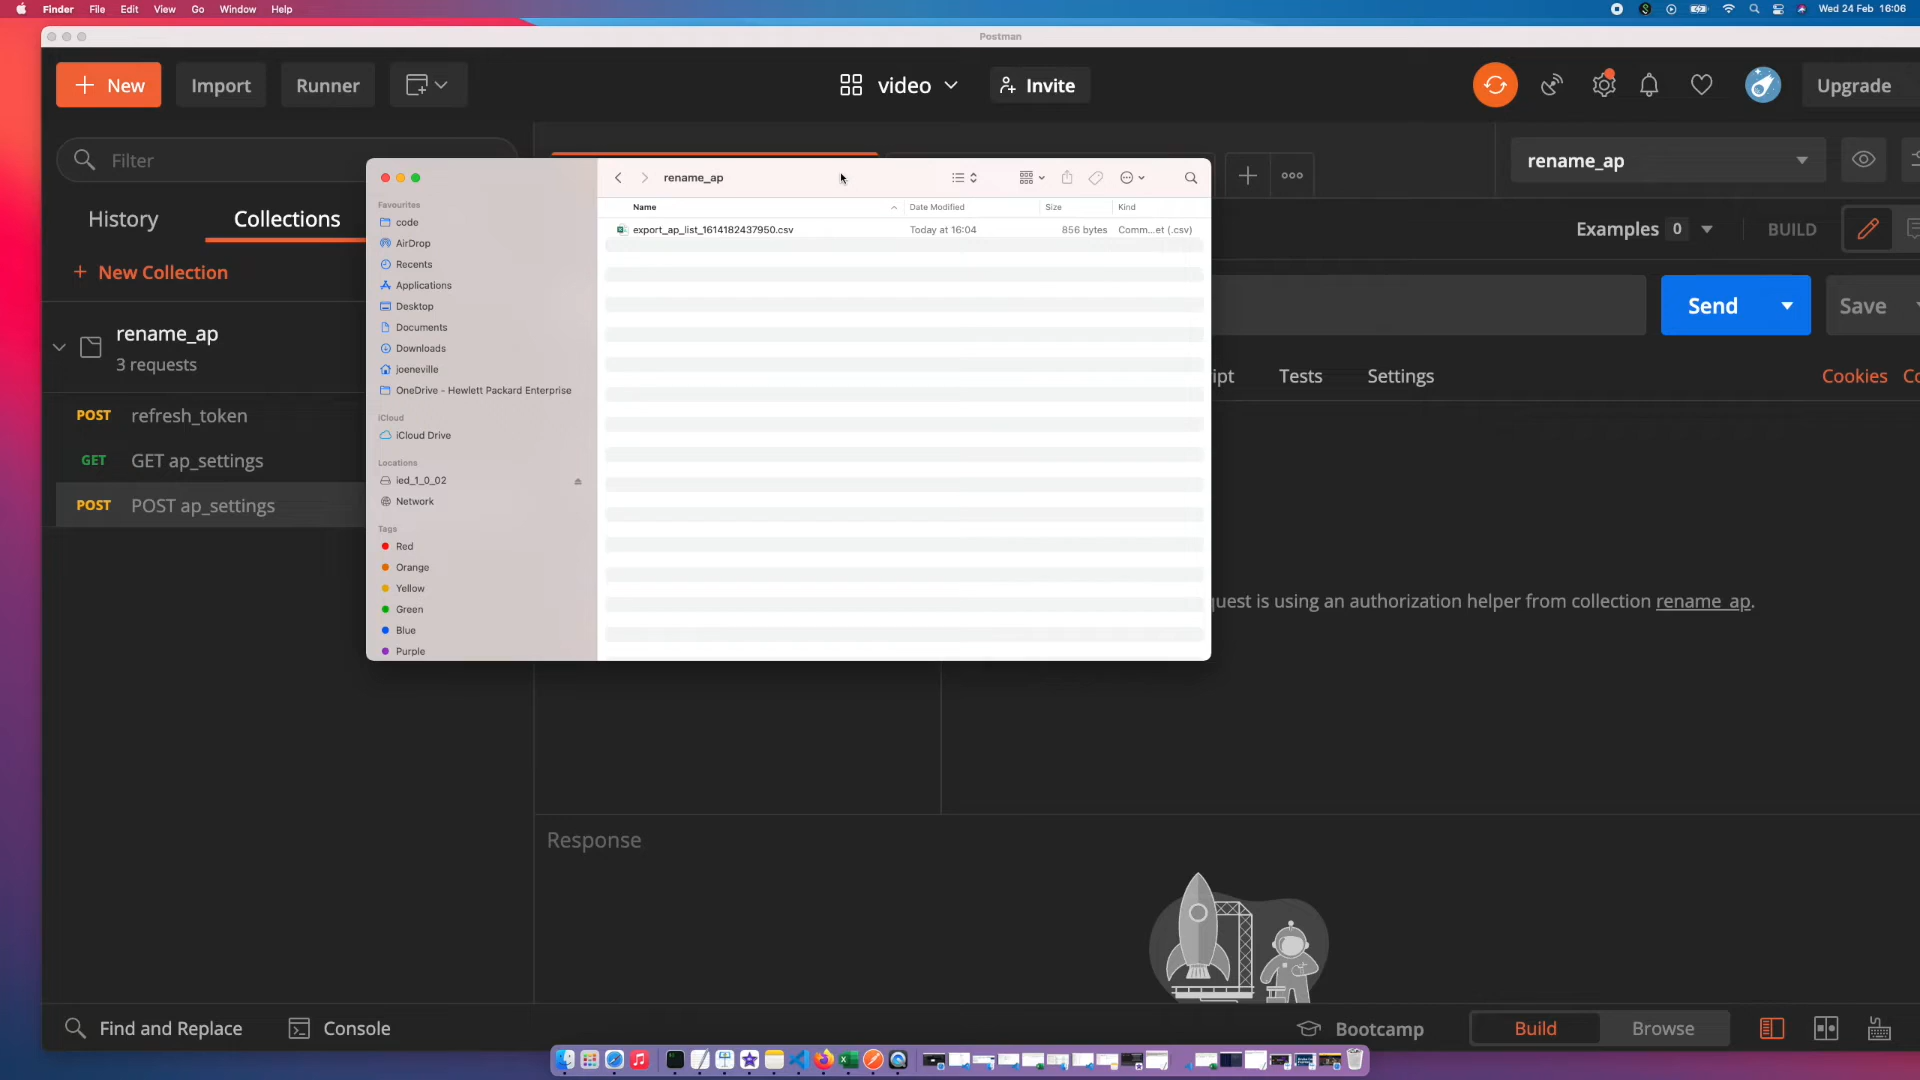 Finder File Edit View Go Window Help
Wed 24 Feb 16:06
Postman
New Import Runner
video Invite
Upgrade
Filter
rename_ap
History Collections
Examples 0 BUILD
+ New Collection
rename_ap
3 requests
Send Save
ipt Tests Settings
Cookies Co
POST refresh_token
GET GET ap_settings
POST POST ap_settings
rename_ap
Name Date Modified Size Kind
export_ap_list_1614182437950.csv Today at 16:04 856 bytes Comm...et (.csv)
Favourites
code
AirDrop
Recents
Applications
Desktop
Documents
Downloads
joeneville
OneDrive - Hewlett Packard Enterprise
iCloud
iCloud Drive
Locations
ied_1_0_02
Network
Tags
Red
Orange
Yellow
Green
Blue
Purple
quest is using an authorization helper from collection rename_ap.
Response
Find and Replace Console
Bootcamp Build Browse